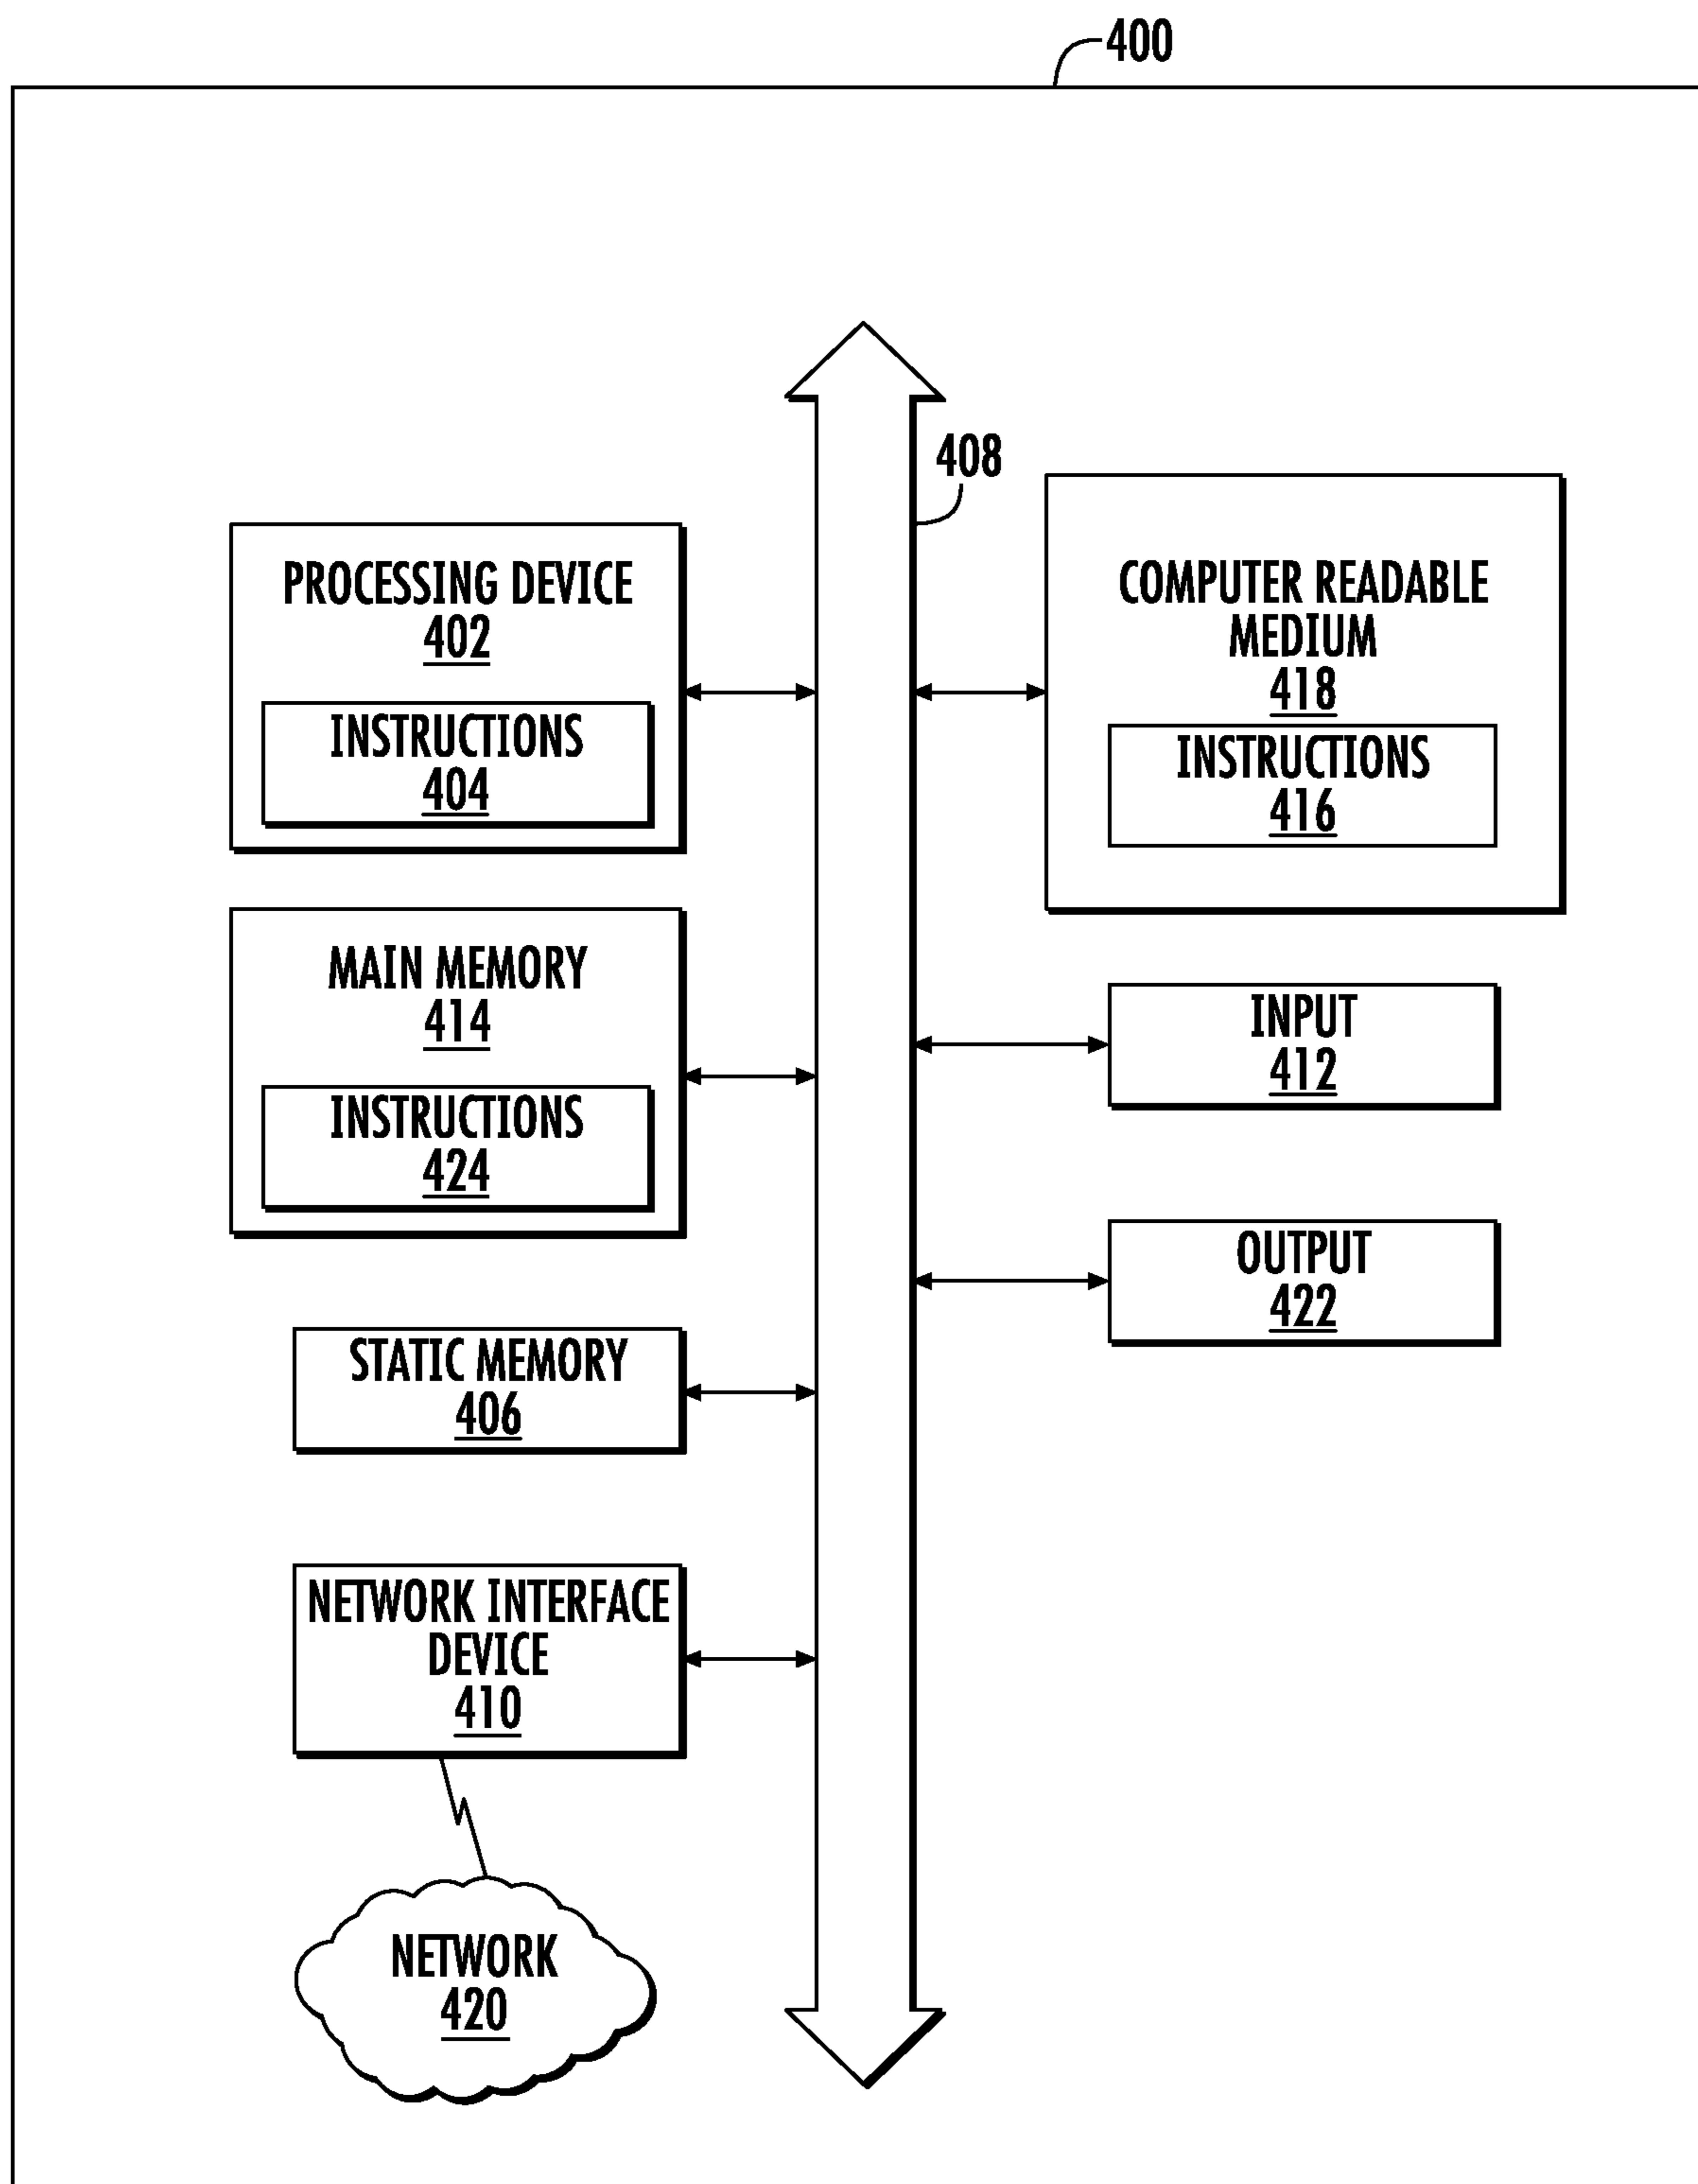 400
408
PROCESSING DEVICE
402
INSTRUCTIONS
404
COMPUTER READABLE
MEDIUM
418
INSTRUCTIONS
416
MAIN MEMORY
414
INSTRUCTIONS
424
INPUT
412
OUTPUT
422
STATIC MEMORY
406
NETWORK INTERFACE
DEVICE
410
NETWORK
420